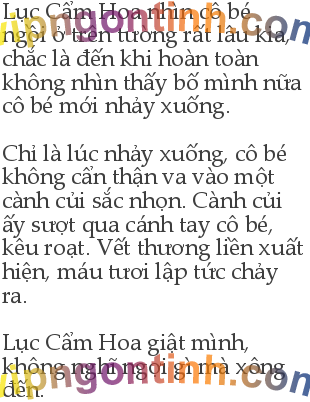 Lục Cẩm Hoa nhìn cô bé
ngồi ở trên tường rất lâu kia,
chắc là đến khi hoàn toàn
không nhìn thấy bố mình nữa
cô bé mới nhảy xuống.
Chỉ là lúc nhảy xuống, cô bé
không cẩn thận va vào một
cành củi sắc nhọn. Cành củi
ấy sượt qua cánh tay cô bé,
kêu roạt. Vết thương liền xuất
hiện, máu tươi lập tức chảy
ra.
Lục Cẩm Hoa giật mình,
không nghĩ ngợi gì mà xông
đến.
vipngontinh.com
vipngontinh.com